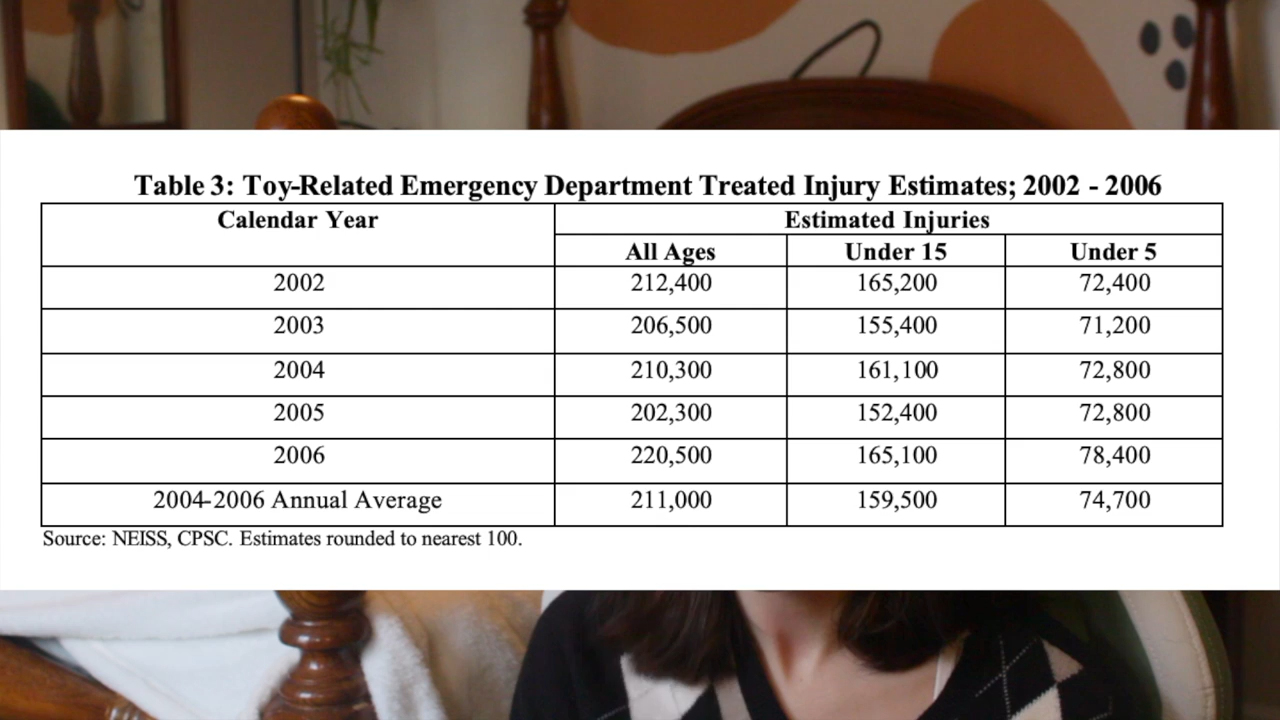 Table 3: Toy-Related Emergency Department Treated Injury Estimates; 2002 - 2006
Calendar Year Estimated Injuries
All Ages Under 15 Under 5
2002 212,400 165,200 72,400
2003 206,500 155,400 71,200
2004 210,300 161,100 72,800
2005 202,300 152,400 72,800
2006 220,500 165,100 78,400
2004-2006 Annual Average 211,000 159,500 74,700
Source: NEISS, CPSC. Estimates rounded to nearest 100.